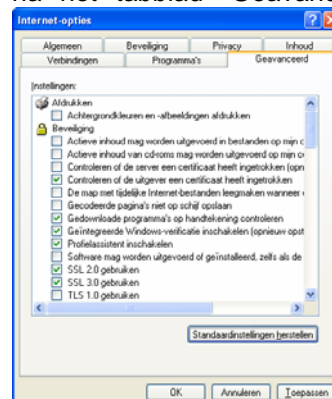 na het tabblad "Geavanc
Internet-opties
Algemeen Beveiliging Privacy Inhoud
Verbindingen Programma's Geavanceerd
Instellingen:
Afdrukken
Achtergrondkleuren en -afbeeldingen afdrukken
Beveiliging
Actieve inhoud mag worden uitgevoerd in bestanden op mijn c
Actieve inhoud van cd-roms mag worden uitgevoerd op mijn co
Controleren of de server een certificaat heeft ingetrokken (opn
Controleren of de uitgever een certificaat heeft ingetrokken
De map met tijdelijke Internet-bestanden leegmaken wanneer
Gecodeerde pagina's niet op schijf opslaan
Gedownloade programma's op handtekening controleren
Geïntegreerde Windows-verificatie inschakelen (opnieuw opst
Profielassistent inschakelen
Software mag worden uitgevoerd of geïnstalleerd, zelfs als de
SSL 2.0 gebruiken
SSL 3.0 gebruiken
TLS 1.0 gebruiken
Standaardinstellingen herstellen
OK Annuleren Toepassen